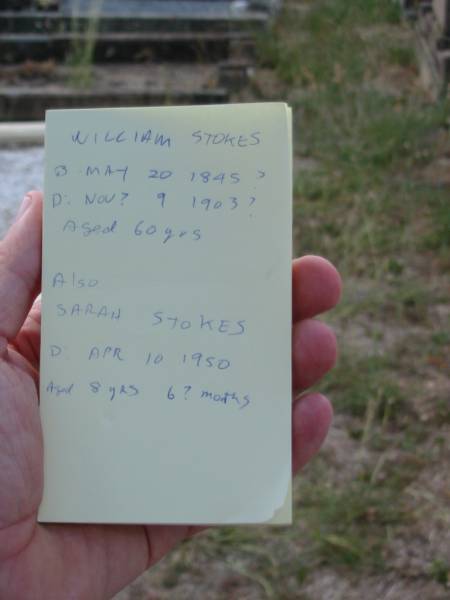 WILLIAM STOKES
B. MAY 20 1845 ?
D: NOV? 9 1903?
Aged 60 yrs
Also
SARAH STOKES
D: APR 10 1950
Aged 8 yrs 6? months